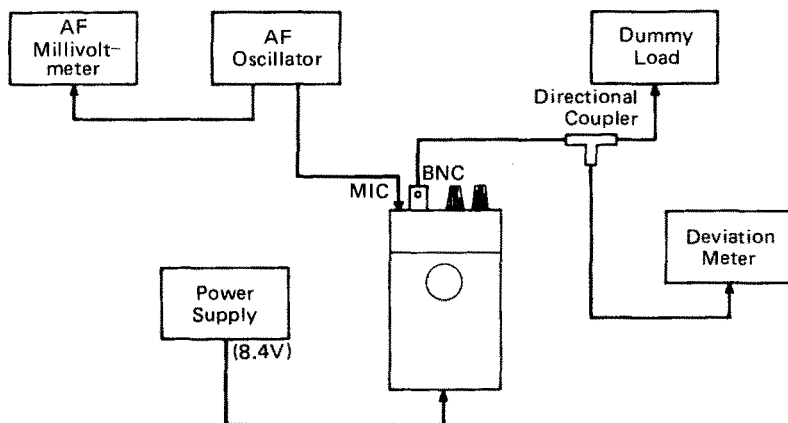 AF
Millivolt-
meter
AF
Oscillator
Dummy
Load
Directional
Coupler
MIC
BNC
Deviation
Meter
Power
Supply
(8.4V)